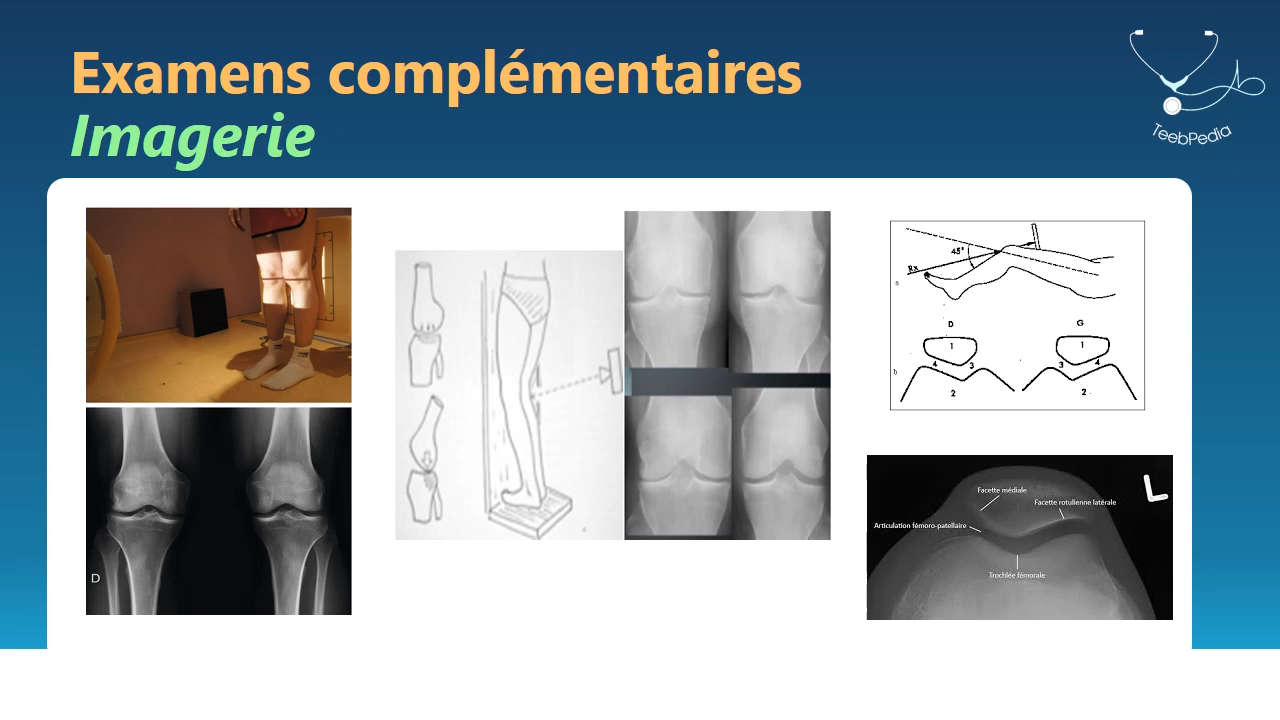 Examens complémentaires
Imagerie
TeebPedia
D
45°
Rx
a
D
G
1
1
4
3
3
4
b
2
2
L
Facette médiale
Facette rotulienne latérale
Articulation fémoro-patellaire
Trochlée fémorale